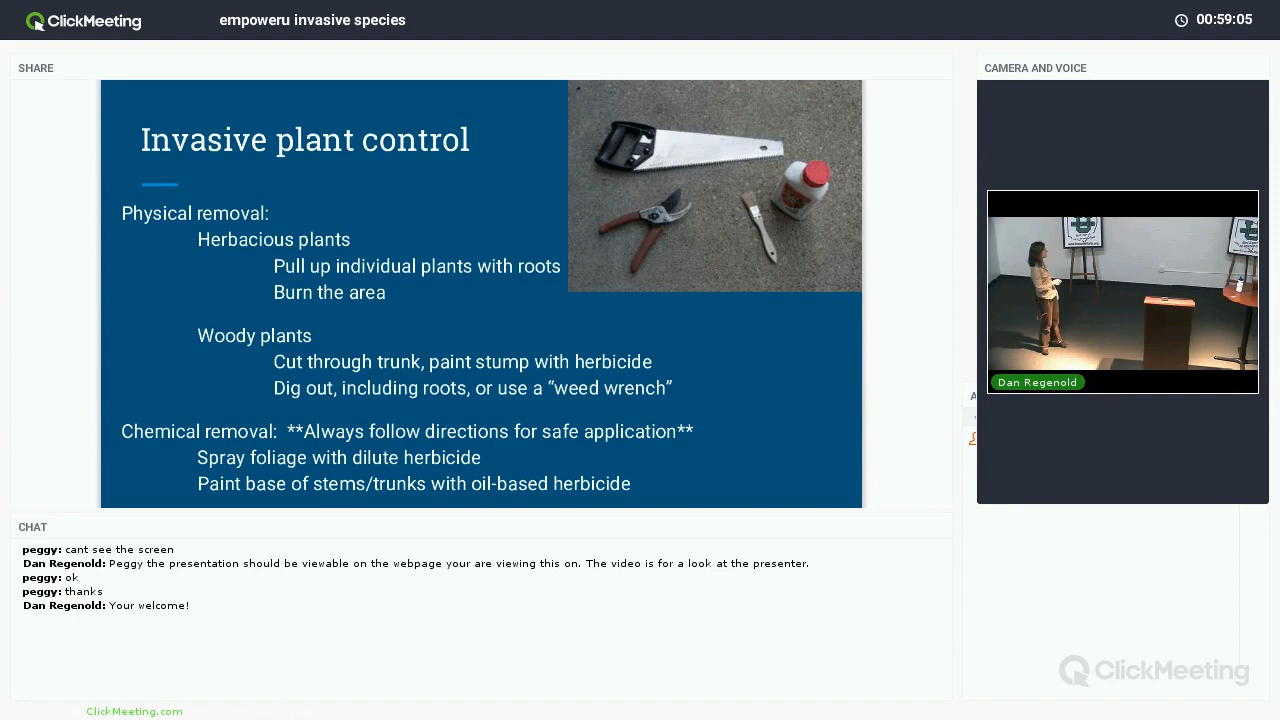 ClickMeeting
empoweru invasive species
00:59:05
SHARE
CAMERA AND VOICE
Invasive plant control
Physical removal:
Herbacious plants
Pull up individual plants with roots
Burn the area
Woody plants
Cut through trunk, paint stump with herbicide
Dig out, including roots, or use a “weed wrench”
Chemical removal: **Always follow directions for safe application**
Spray foliage with dilute herbicide
Paint base of stems/trunks with oil-based herbicide
Dan Regenold
CHAT
peggy: cant see the screen
Dan Regenold: Peggy the presentation should be viewable on the webpage your are viewing this on. The video is for a look at the presenter.
peggy: ok
peggy: thanks
Dan Regenold: Your welcome!
ClickMeeting
ClickMeeting.com